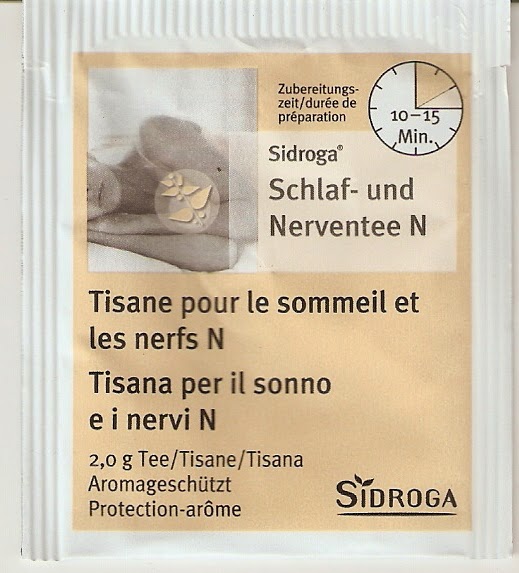 Zubereitungs-
zeit/durée de
préparation
10–15
Min.
Sidroga®
Schlaf- und
Nerventee N
Tisane pour le sommeil et
les nerfs N
Tisana per il sonno
e i nervi N
2,0 g Tee/Tisane/Tisana
Aromageschützt
Protection-arôme
SIDROGA